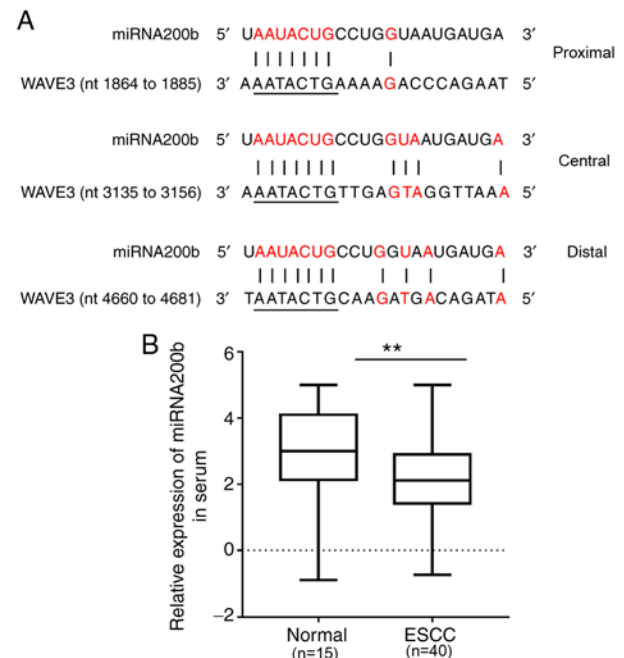 A
miRNA200b 5′ UAAUACUGCCUGGUAAUGAUGA 3′
Proximal
WAVE3 (nt 1864 to 1885) 3′ AAATACTGAAAAGACCCAGAAT 5′
miRNA200b 5′ UAAUACUGCCUGGUAAUGAUGA 3′
Central
WAVE3 (nt 3135 to 3156) 3′ AAATACTGTTGAGTAGGTTAAA 5′
miRNA200b 5′ UAAUACUGCCUGGUAAUGAUGA 3′ Distal
WAVE3 (nt 4660 to 4681) 3′ TAATACTGCAAGATGACAGATA 5′
B
Relative expression of miRNA200b
in serum
6
4
2
0
−2
**
Normal ESCC
(n=15) (n=40)